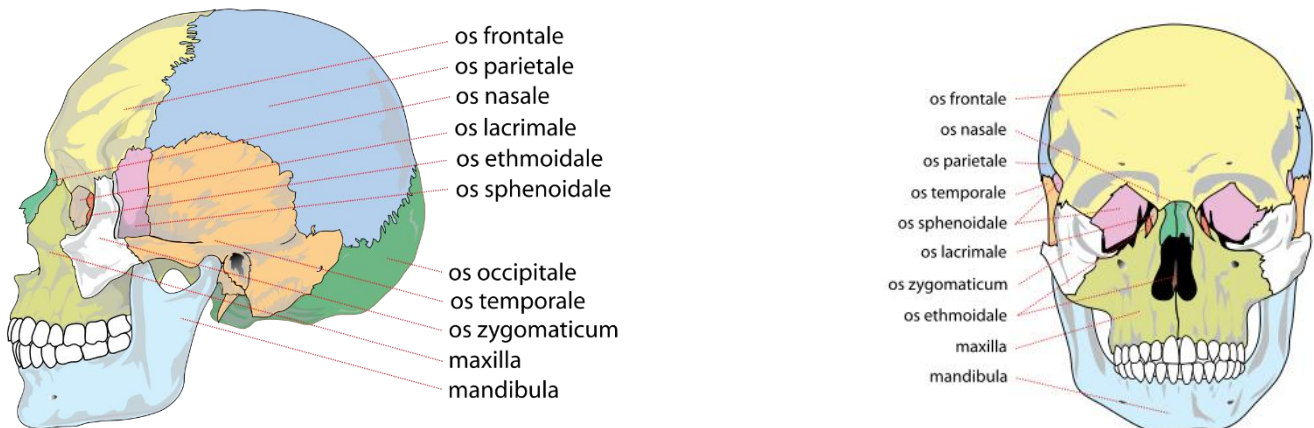 os frontale
os parietale
os nasale
os lacrimale
os ethmoidale
os sphenoidale
os occipitale
os temporale
os zygomaticum
maxilla
mandibula
os frontale
os nasale
os parietale
os temporale
os sphenoidale
os lacrimale
os zygomaticum
os ethmoidale
maxilla
mandibula